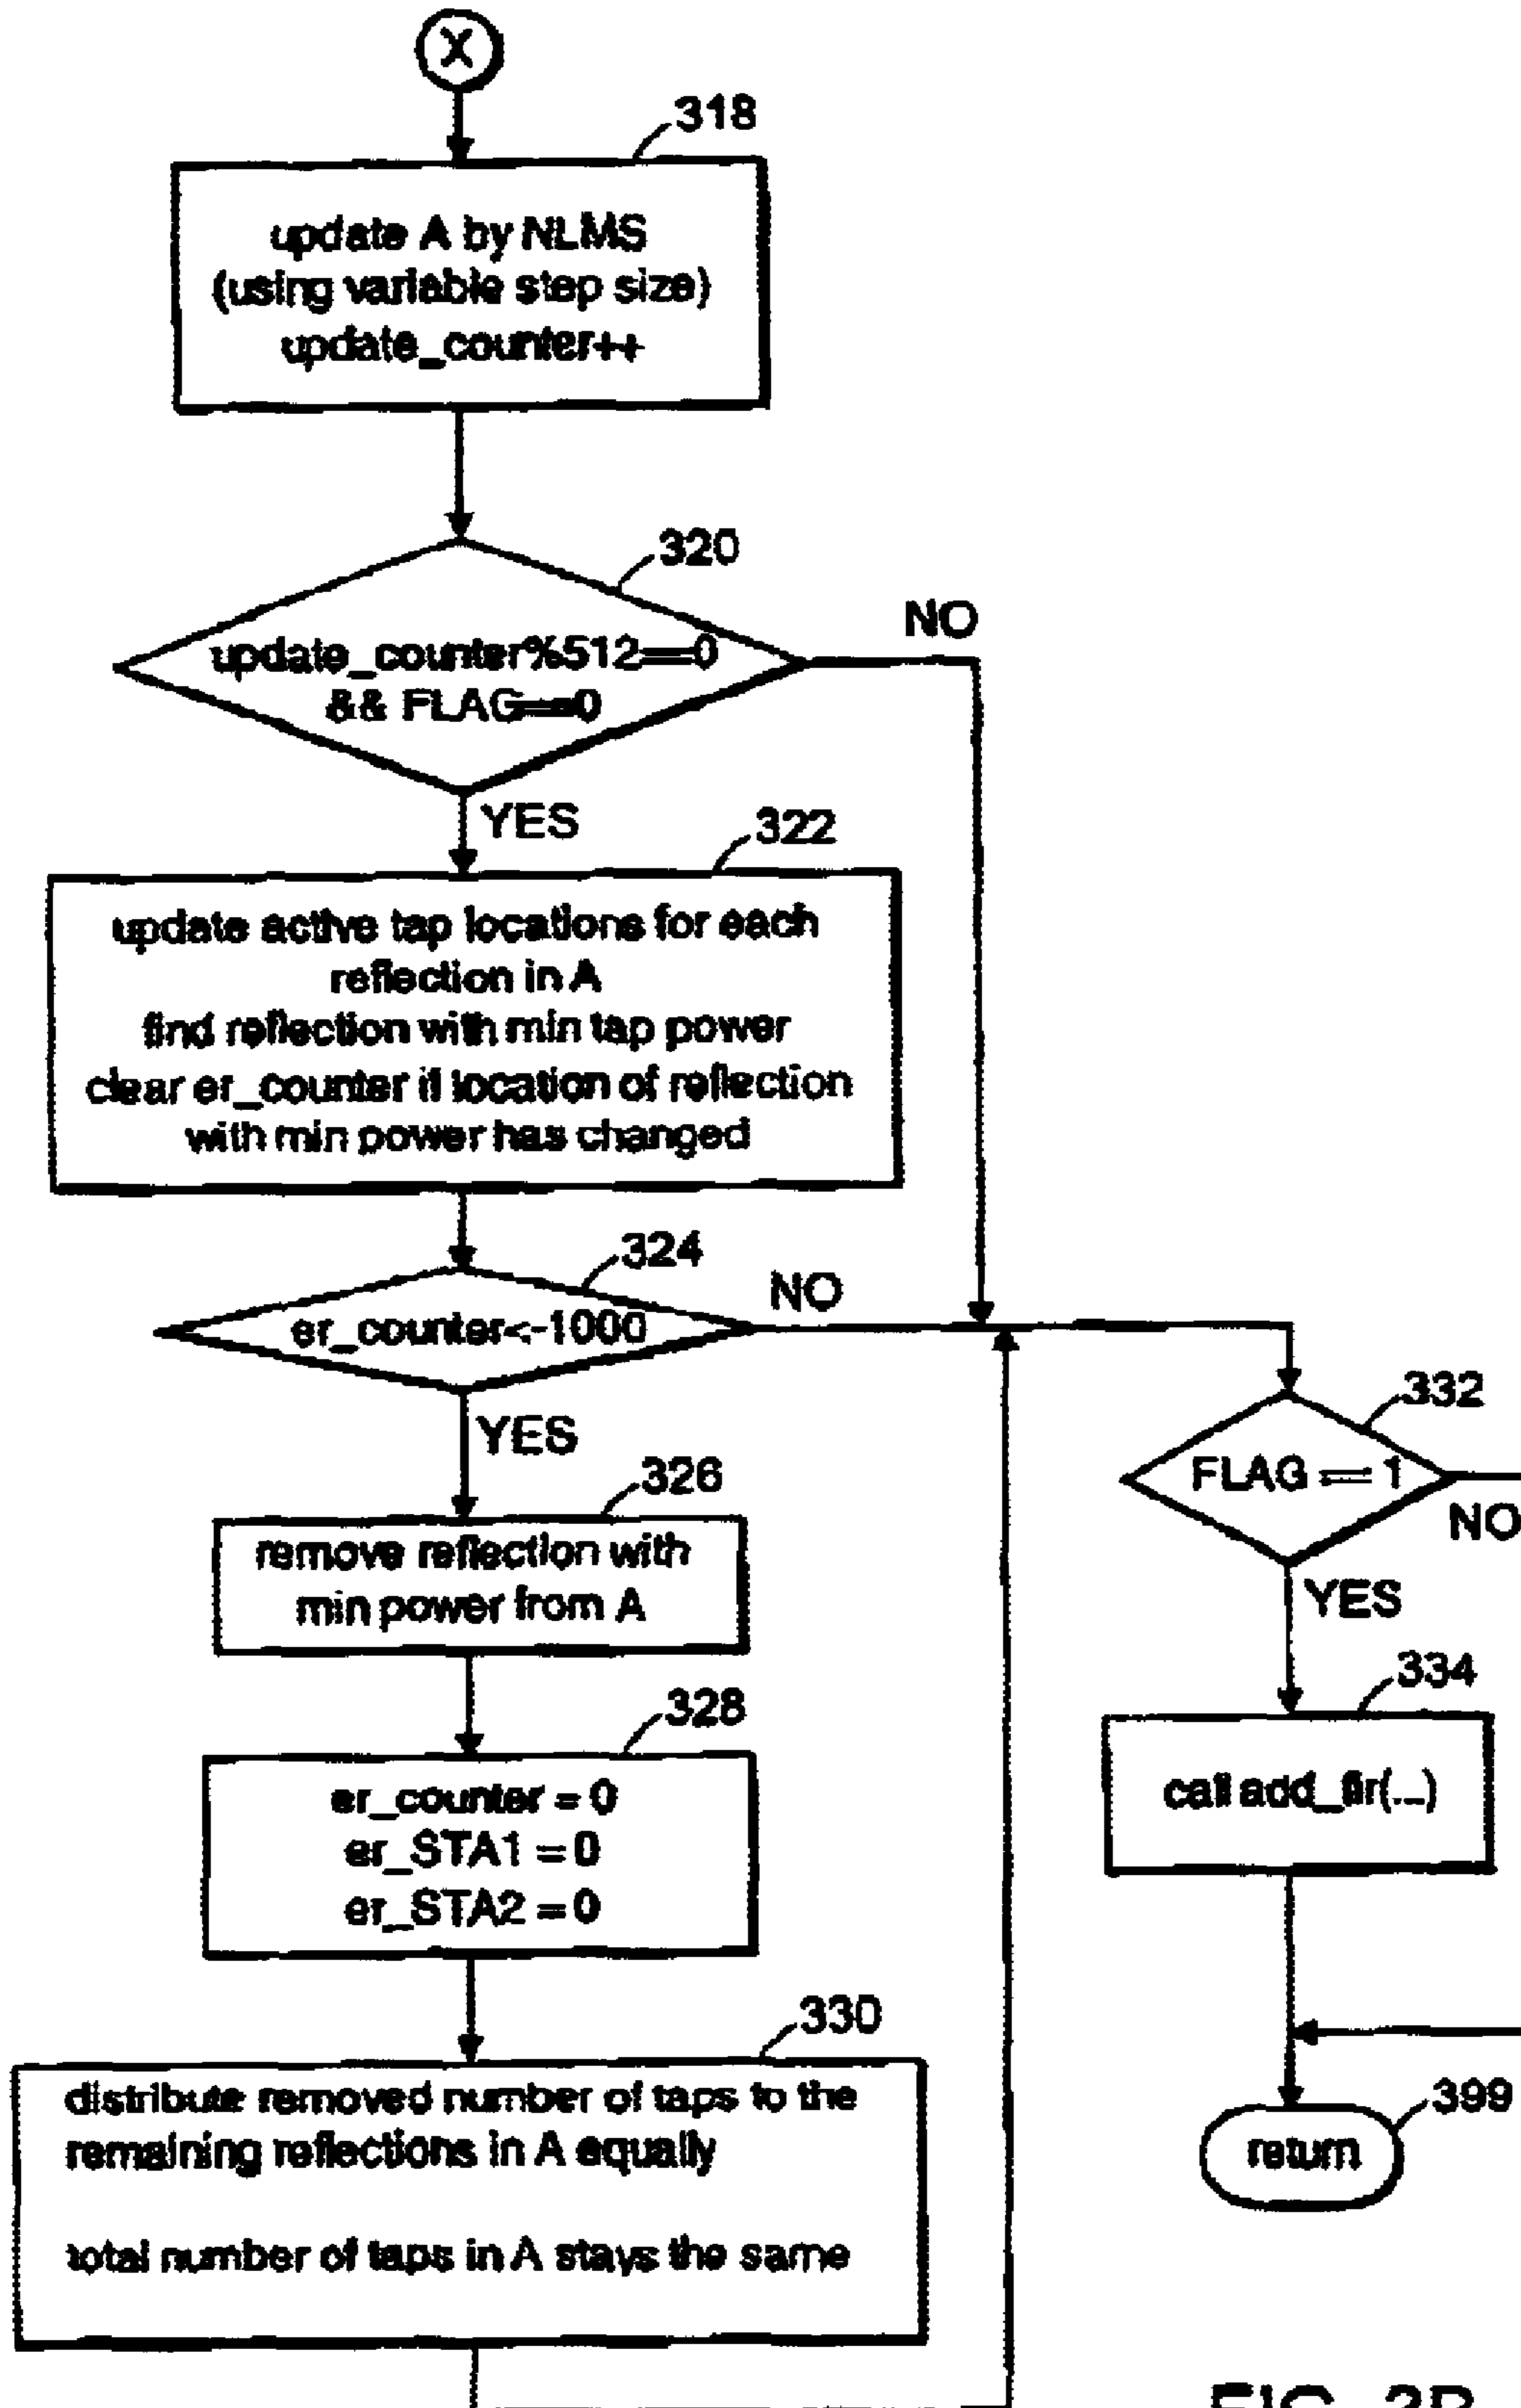 X
318
update A by NLMS
(using variable step size)
update_counter++
320
update_counter%512==0
&& FLAG==0
NO
YES
322
update active tap locations for each
reflection in A
find reflection with min tap power
clear er_counter if location of reflection
with min power has changed
324
er_counter<-1000
NO
YES
326
remove reflection with
min power from A
328
er_counter = 0
er_STA1 = 0
er_STA2 = 0
330
distribute removed number of taps to the
remaining reflections in A equally
total number of taps in A stays the same
332
FLAG == 1
NO
YES
334
call add_fir(...)
399
return